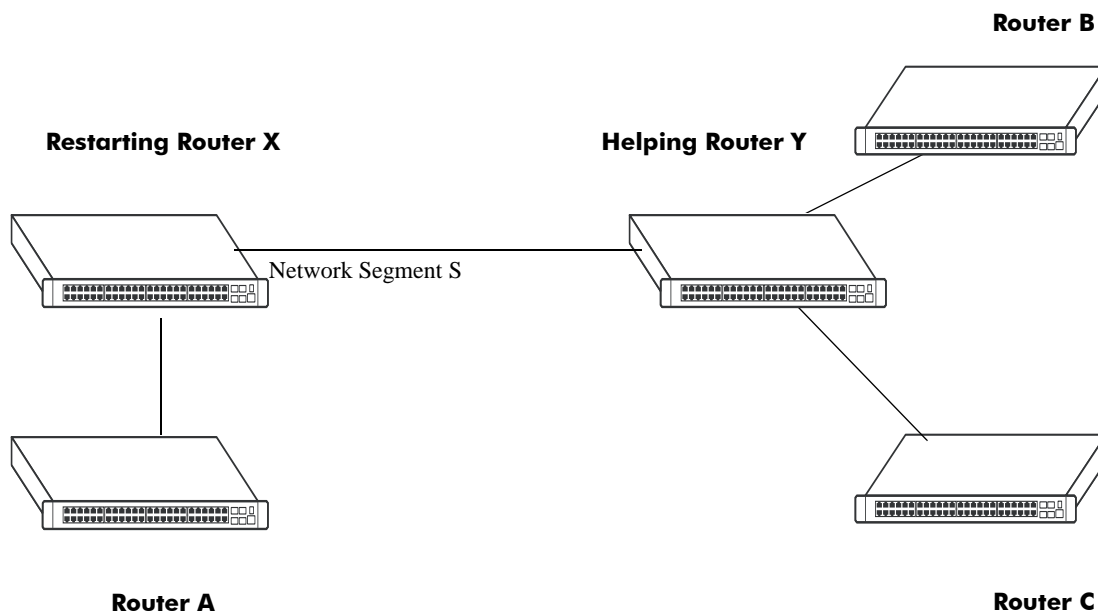 Router B
Restarting Router X
Helping Router Y
Network Segment S
Router A
Router C